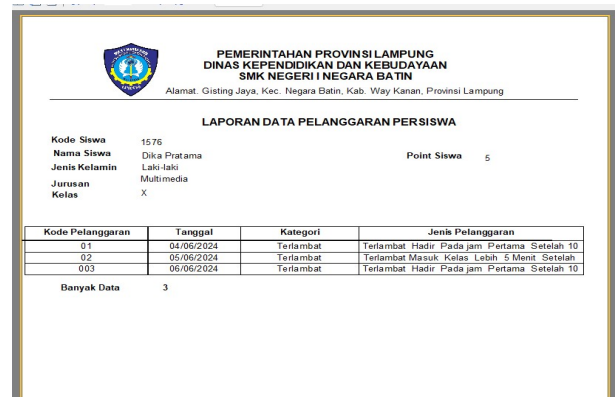 PEMERINTAHAN PROVINSI LAMPUNG
DINAS KEPENDIDIKAN DAN KEBUDAYAAN
SMK NEGERI I NEGARA BATIN
Alamat. Gisting Jaya, Kec. Negara Batin, Kab. Way Kanan, Provinsi Lampung
LAPORAN DATA PELANGGARAN PERSISWA
Kode Siswa 1576
Nama Siswa Dika Pratama Point Siswa 5
Jenis Kelamin Laki-laki
Jurusan Multimedia
Kelas X
Kode Pelanggaran Tanggal Kategori Jenis Pelanggaran
01 04/06/2024 Terlambat Terlambat Hadir Pada jam Pertama Setelah 10
02 05/06/2024 Terlambat Terlambat Masuk Kelas Lebih 5 Menit Setelah
003 06/06/2024 Terlambat Terlambat Hadir Pada jam Pertama Setelah 10
Banyak Data 3